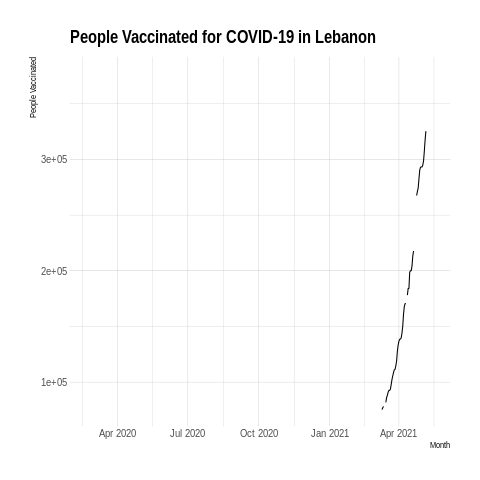 People Vaccinated for COVID-19 in Lebanon
People Vaccinated
3e+05
2e+05
1e+05
Apr 2020 Jul 2020 Oct 2020 Jan 2021 Apr 2021
Month